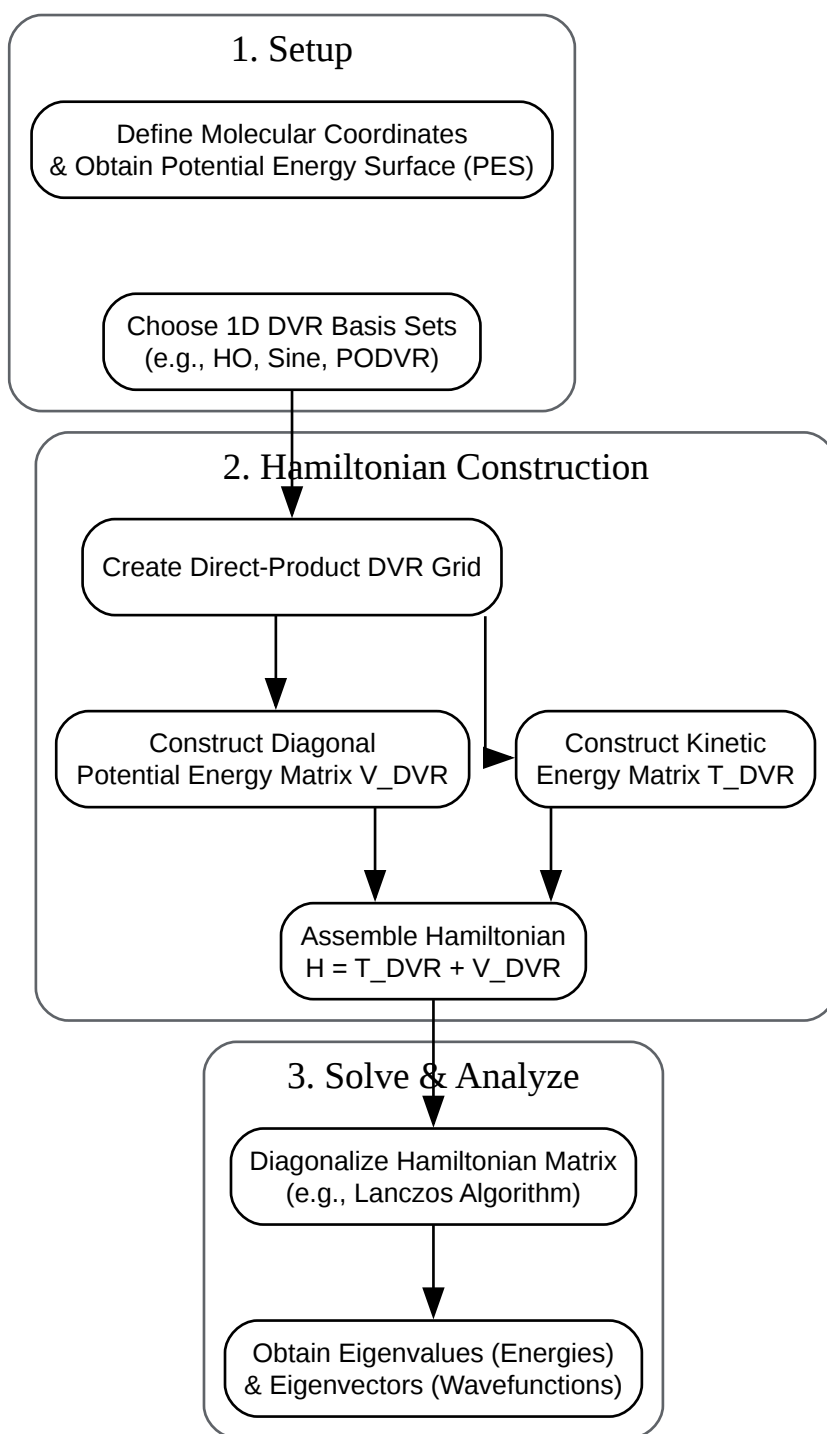 1. Setup
Define Molecular Coordinates
& Obtain Potential Energy Surface (PES)
Choose 1D DVR Basis Sets
(e.g., HO, Sine, PODVR)
2. Hamiltonian Construction
Create Direct-Product DVR Grid
Construct Diagonal
Potential Energy Matrix V_DVR
Construct Kinetic
Energy Matrix T_DVR
Assemble Hamiltonian
H = T_DVR + V_DVR
3. Solve & Analyze
Diagonalize Hamiltonian Matrix
(e.g., Lanczos Algorithm)
Obtain Eigenvalues (Energies)
& Eigenvectors (Wavefunctions)